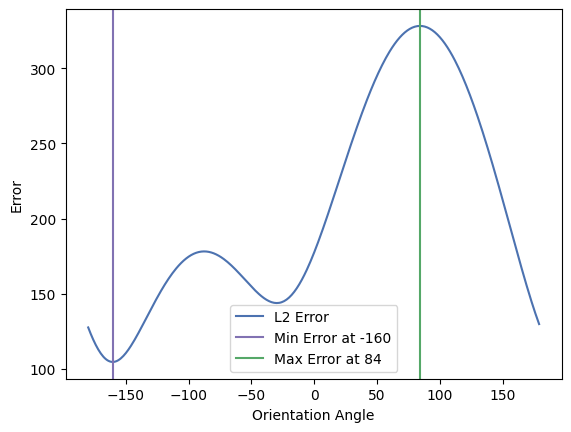 300
250
200
150
100
Error
L2 Error
Min Error at -160
Max Error at 84
−150 −100 −50 0 50 100 150
Orientation Angle